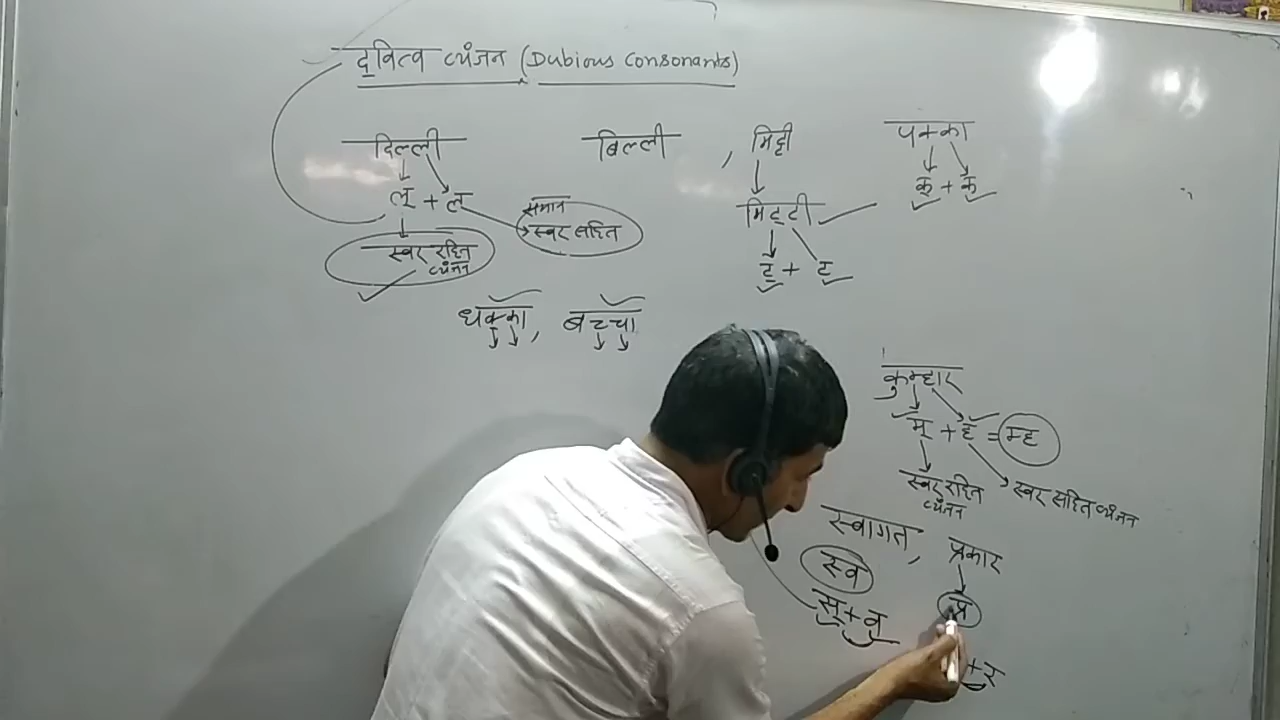 द्वित्व व्यंजन (Dubious Consonants)
दिल्ली बिल्ली , मिट्टी पक्का
ल् + ल क् + क
समान
स्वर सहित
मिट्टी
स्वर रहित
व्यंजन
ट् + ट
धक्का, बच्चा
कुम्हार
म् + ह = म्ह
स्वर रहित
व्यंजन
स्वर सहित व्यंजन
स्वागत, प्रकार
स्व प्र
स् + व
+ र